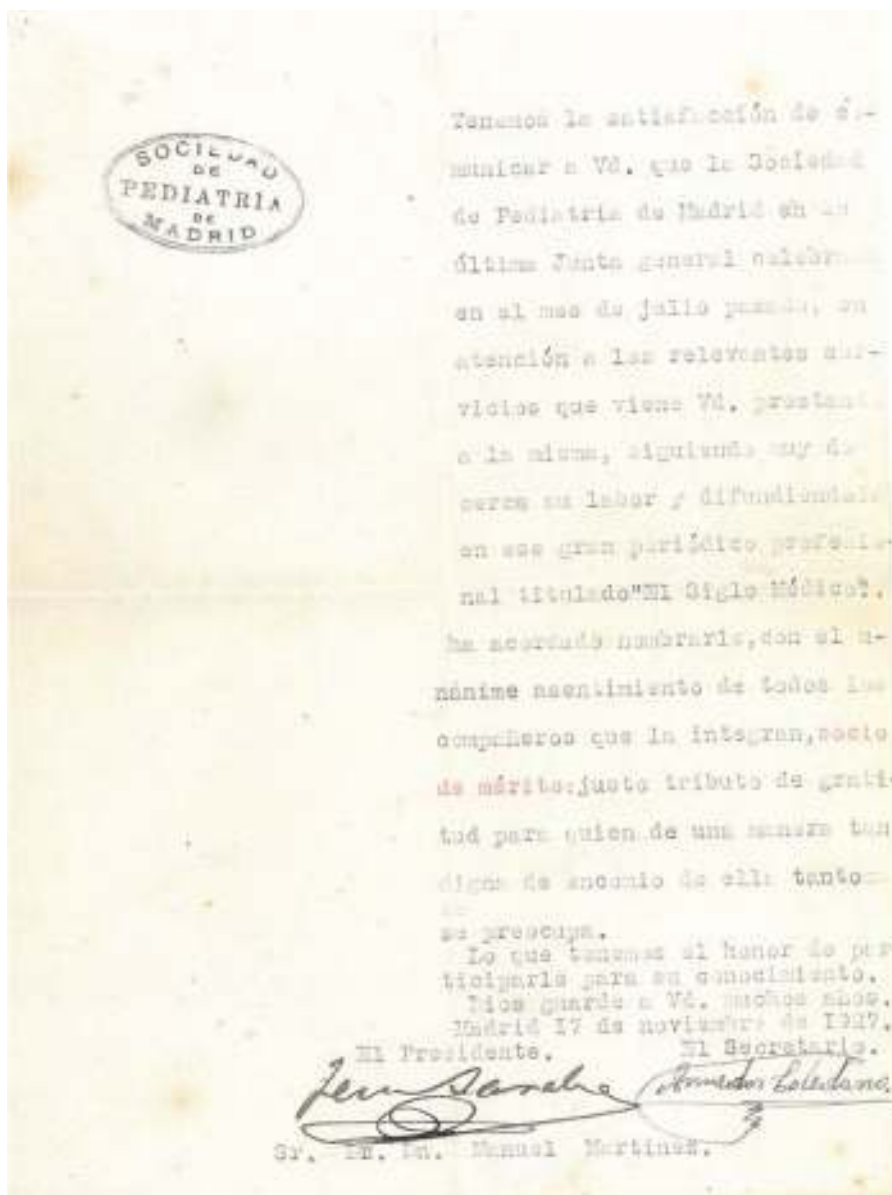 SOCIEDAD
DE
PEDIATRIA
DE
MADRID
Tenemos la satisfacción de co-
municar a Vd. que la Sociedad
de Pediatría de Madrid en su
última Junta general celebrada
en el mes de julio pasado, en
atención a los relevantes ser-
vicios que viene Vd. prestando
a la misma, siguiendo muy de
cerca su labor y difundiendola
en ese gran periódico profesio-
nal titulado"El Siglo Médico",
ha acordado nombrarle,con el u-
nánime asentimiento de todos los
compañeros que la integran,socio
de mérito:justo tributo de grati-
tud para quien de una manera tan
digna de encomio de ella tanto
se preocupa.
Lo que tenemos el honor de par-
ticiparle para su conocimiento.
Dios guarde a Vd. muchos años.
Madrid 17 de noviembre de 1927.
El Presidente. El Secretario.
Sr. Dr. Dn. Manuel Martinez.